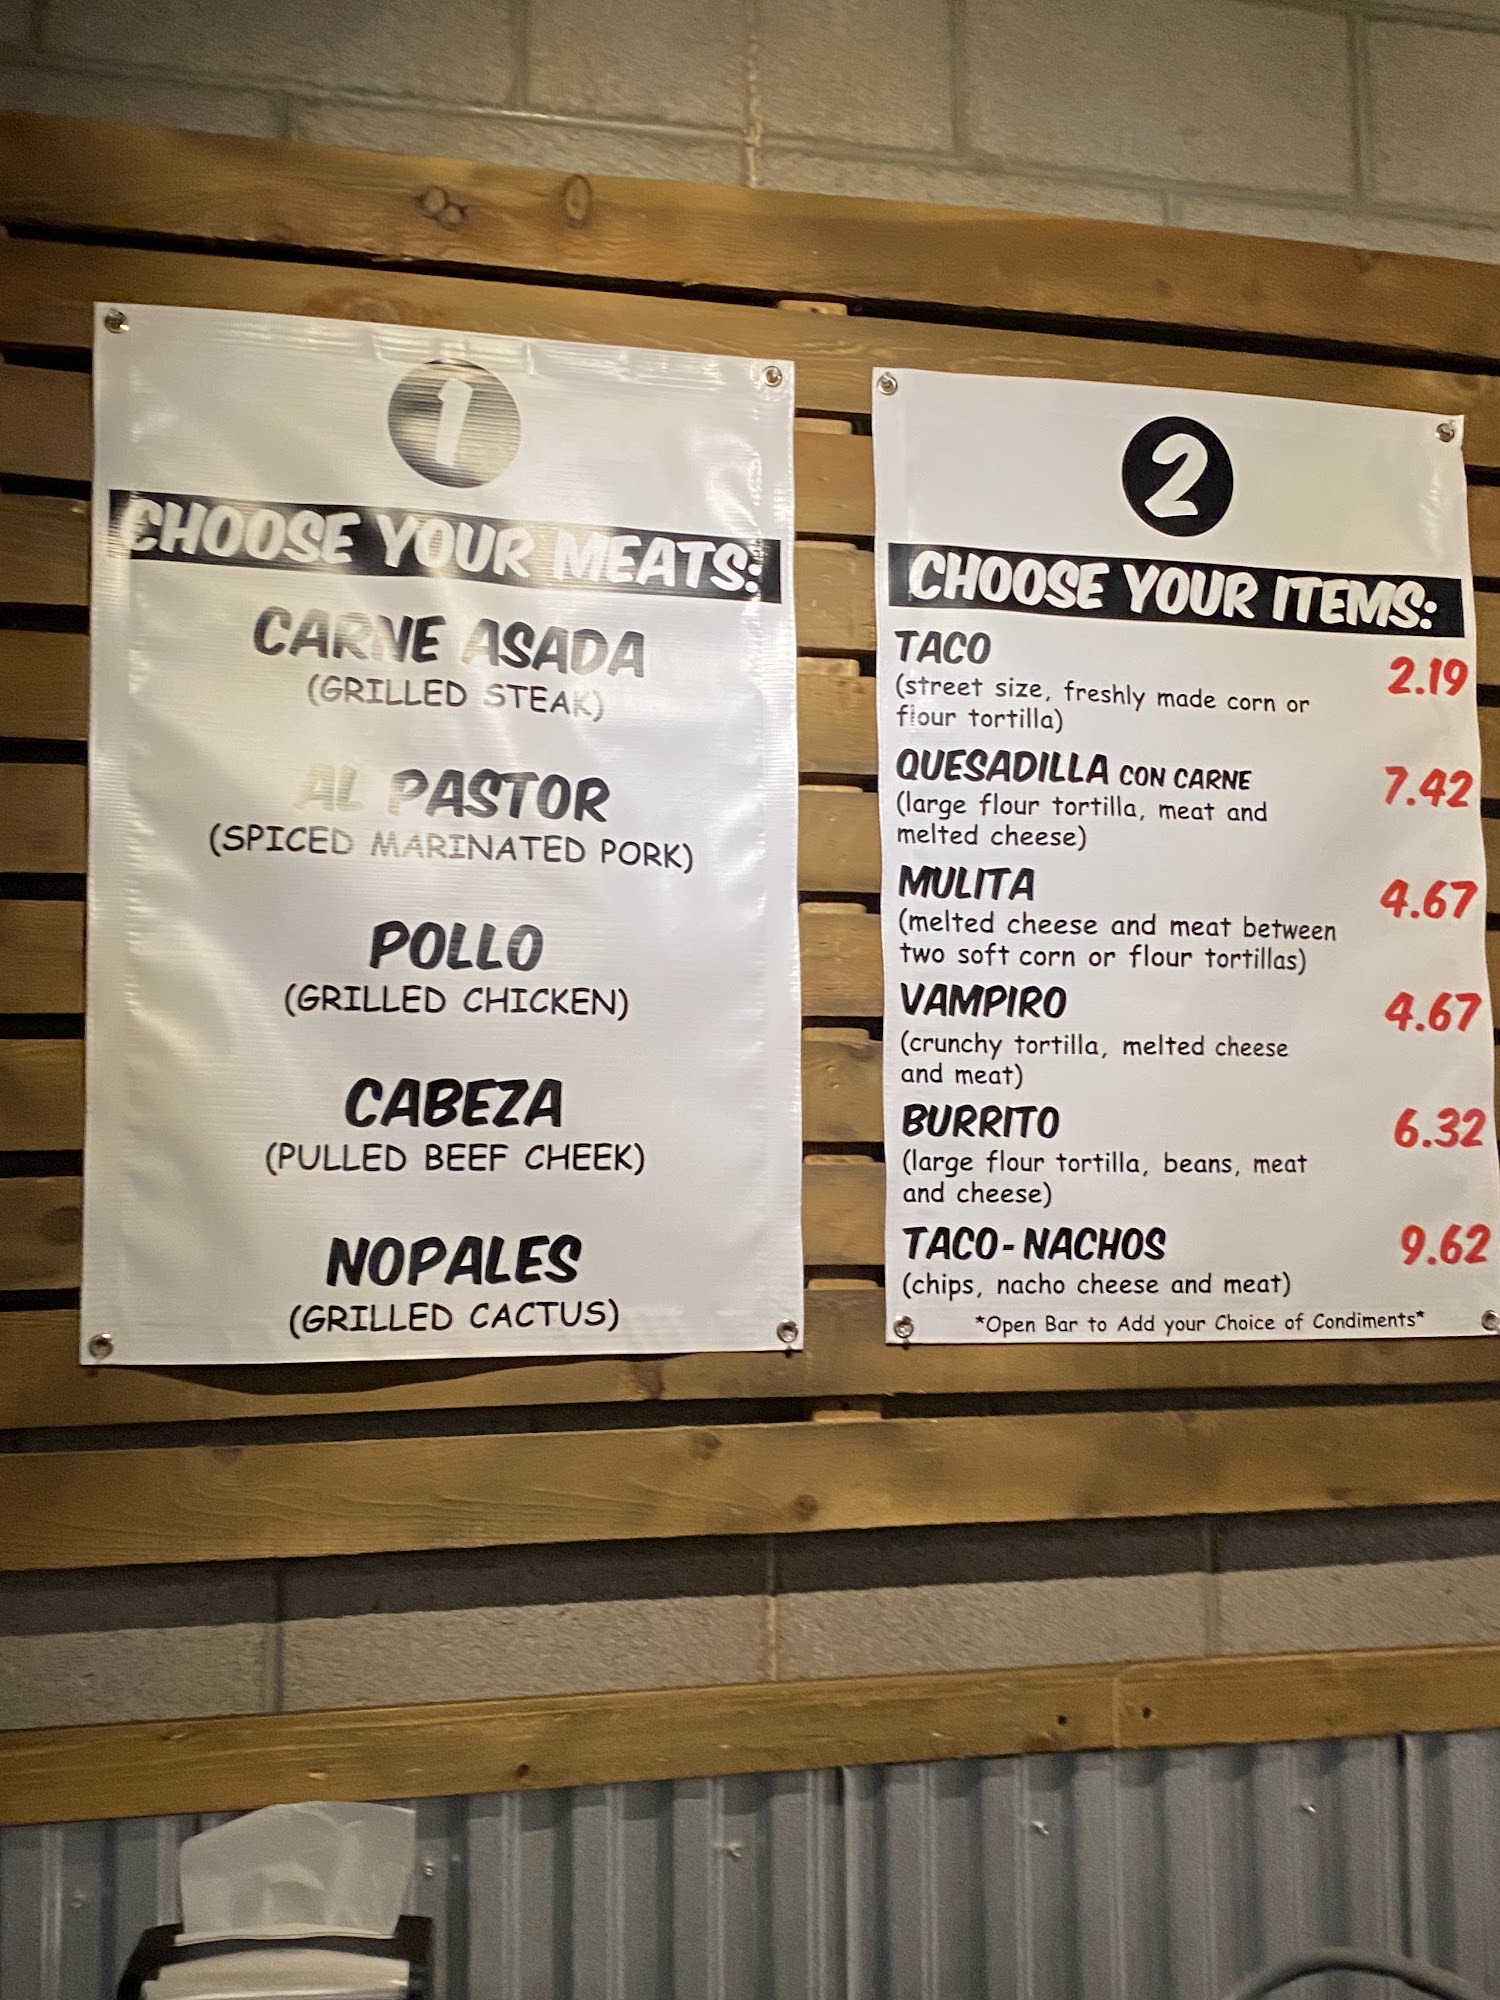 1
CHOOSE YOUR MEATS:
CARNE ASADA
(GRILLED STEAK)
AL PASTOR
(SPICED MARINATED PORK)
POLLO
(GRILLED CHICKEN)
CABEZA
(PULLED BEEF CHEEK)
NOPALES
(GRILLED CACTUS)
2
CHOOSE YOUR ITEMS:
TACO 2.19
(street size, freshly made corn or
flour tortilla)
QUESADILLA CON CARNE 7.42
(large flour tortilla, meat and
melted cheese)
MULITA 4.67
(melted cheese and meat between
two soft corn or flour tortillas)
VAMPIRO 4.67
(crunchy tortilla, melted cheese
and meat)
BURRITO 6.32
(large flour tortilla, beans, meat
and cheese)
TACO-NACHOS 9.62
(chips, nacho cheese and meat)
*Open Bar to Add your Choice of Condiments*